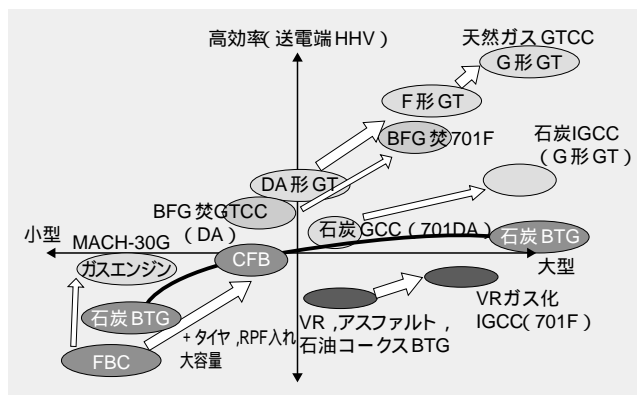 高効率(送電端HHV)
天然ガスGTCC
G形GT
F形GT
BFG焚701F
石炭IGCC
(G形GT)
DA形GT
BFG焚GTCC
(DA)
石炭GCC(701DA)
石炭BTG
小型
大型
MACH-30G
ガスエンジン
CFB
石炭BTG
FBC
+タイヤ,RPF入れ
大容量
VR,アスファルト,
石油コークスBTG
VRガス化
IGCC(701F)